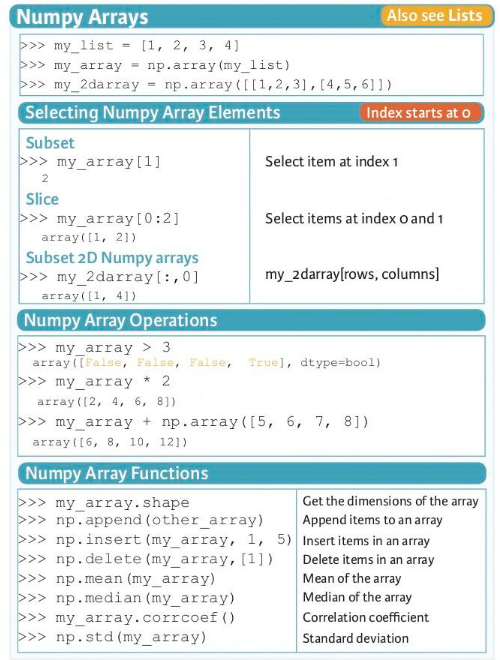 Numpy Arrays
Also see Lists
>>> my_list = [1, 2, 3, 4]
>>> my_array = np.array(my_list)
>>> my_2darray = np.array([[1,2,3],[4,5,6]])
Selecting Numpy Array Elements
Index starts at 0
Subset
>>> my_array[1]
2
Select item at index 1
Slice
>>> my_array[0:2]
array([1, 2])
Select items at index 0 and 1
Subset 2D Numpy arrays
>>> my_2darray[:,0]
array([1, 4])
my_2darray[rows, columns]
Numpy Array Operations
>>> my_array > 3
array([False, False, False, True], dtype=bool)
>>> my_array * 2
array([2, 4, 6, 8])
>>> my_array + np.array([5, 6, 7, 8])
array([6, 8, 10, 12])
Numpy Array Functions
>>> my_array.shape
Get the dimensions of the array
>>> np.append(other_array)
Append items to an array
>>> np.insert(my_array, 1, 5)
Insert items in an array
>>> np.delete(my_array,[1])
Delete items in an array
>>> np.mean(my_array)
Mean of the array
>>> np.median(my_array)
Median of the array
>>> my_array.corrcoef()
Correlation coefficient
>>> np.std(my_array)
Standard deviation